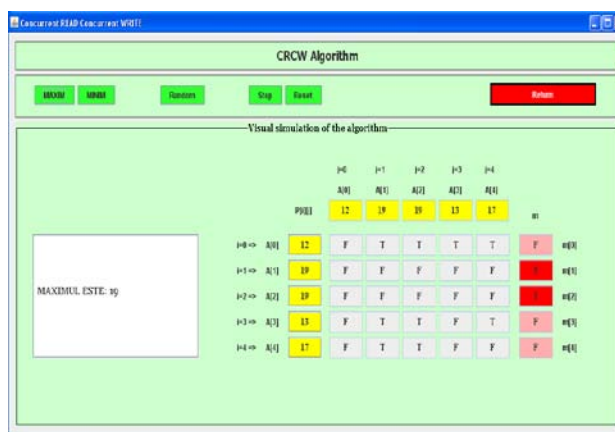 Concurrent READ Concurrent WRITE
CRCW Algorithm
MAXIM MINIM Random Stop Reset Return
Visual simulation of the algorithm
j=0 j=1 j=2 j=3 j=4
A[0] A[1] A[2] A[3] A[4]
12 19 19 13 17 m
i=0 => A[0] 12 F T T T T F m[0]
i=1 => A[1] 19 F F F F F m[1]
MAXIMUL ESTE: 19
i=2 => A[2] 19 F F F F F m[2]
i=3 => A[3] 13 F T T F T F m[3]
i=4 => A[4] 17 F T T F F F m[4]